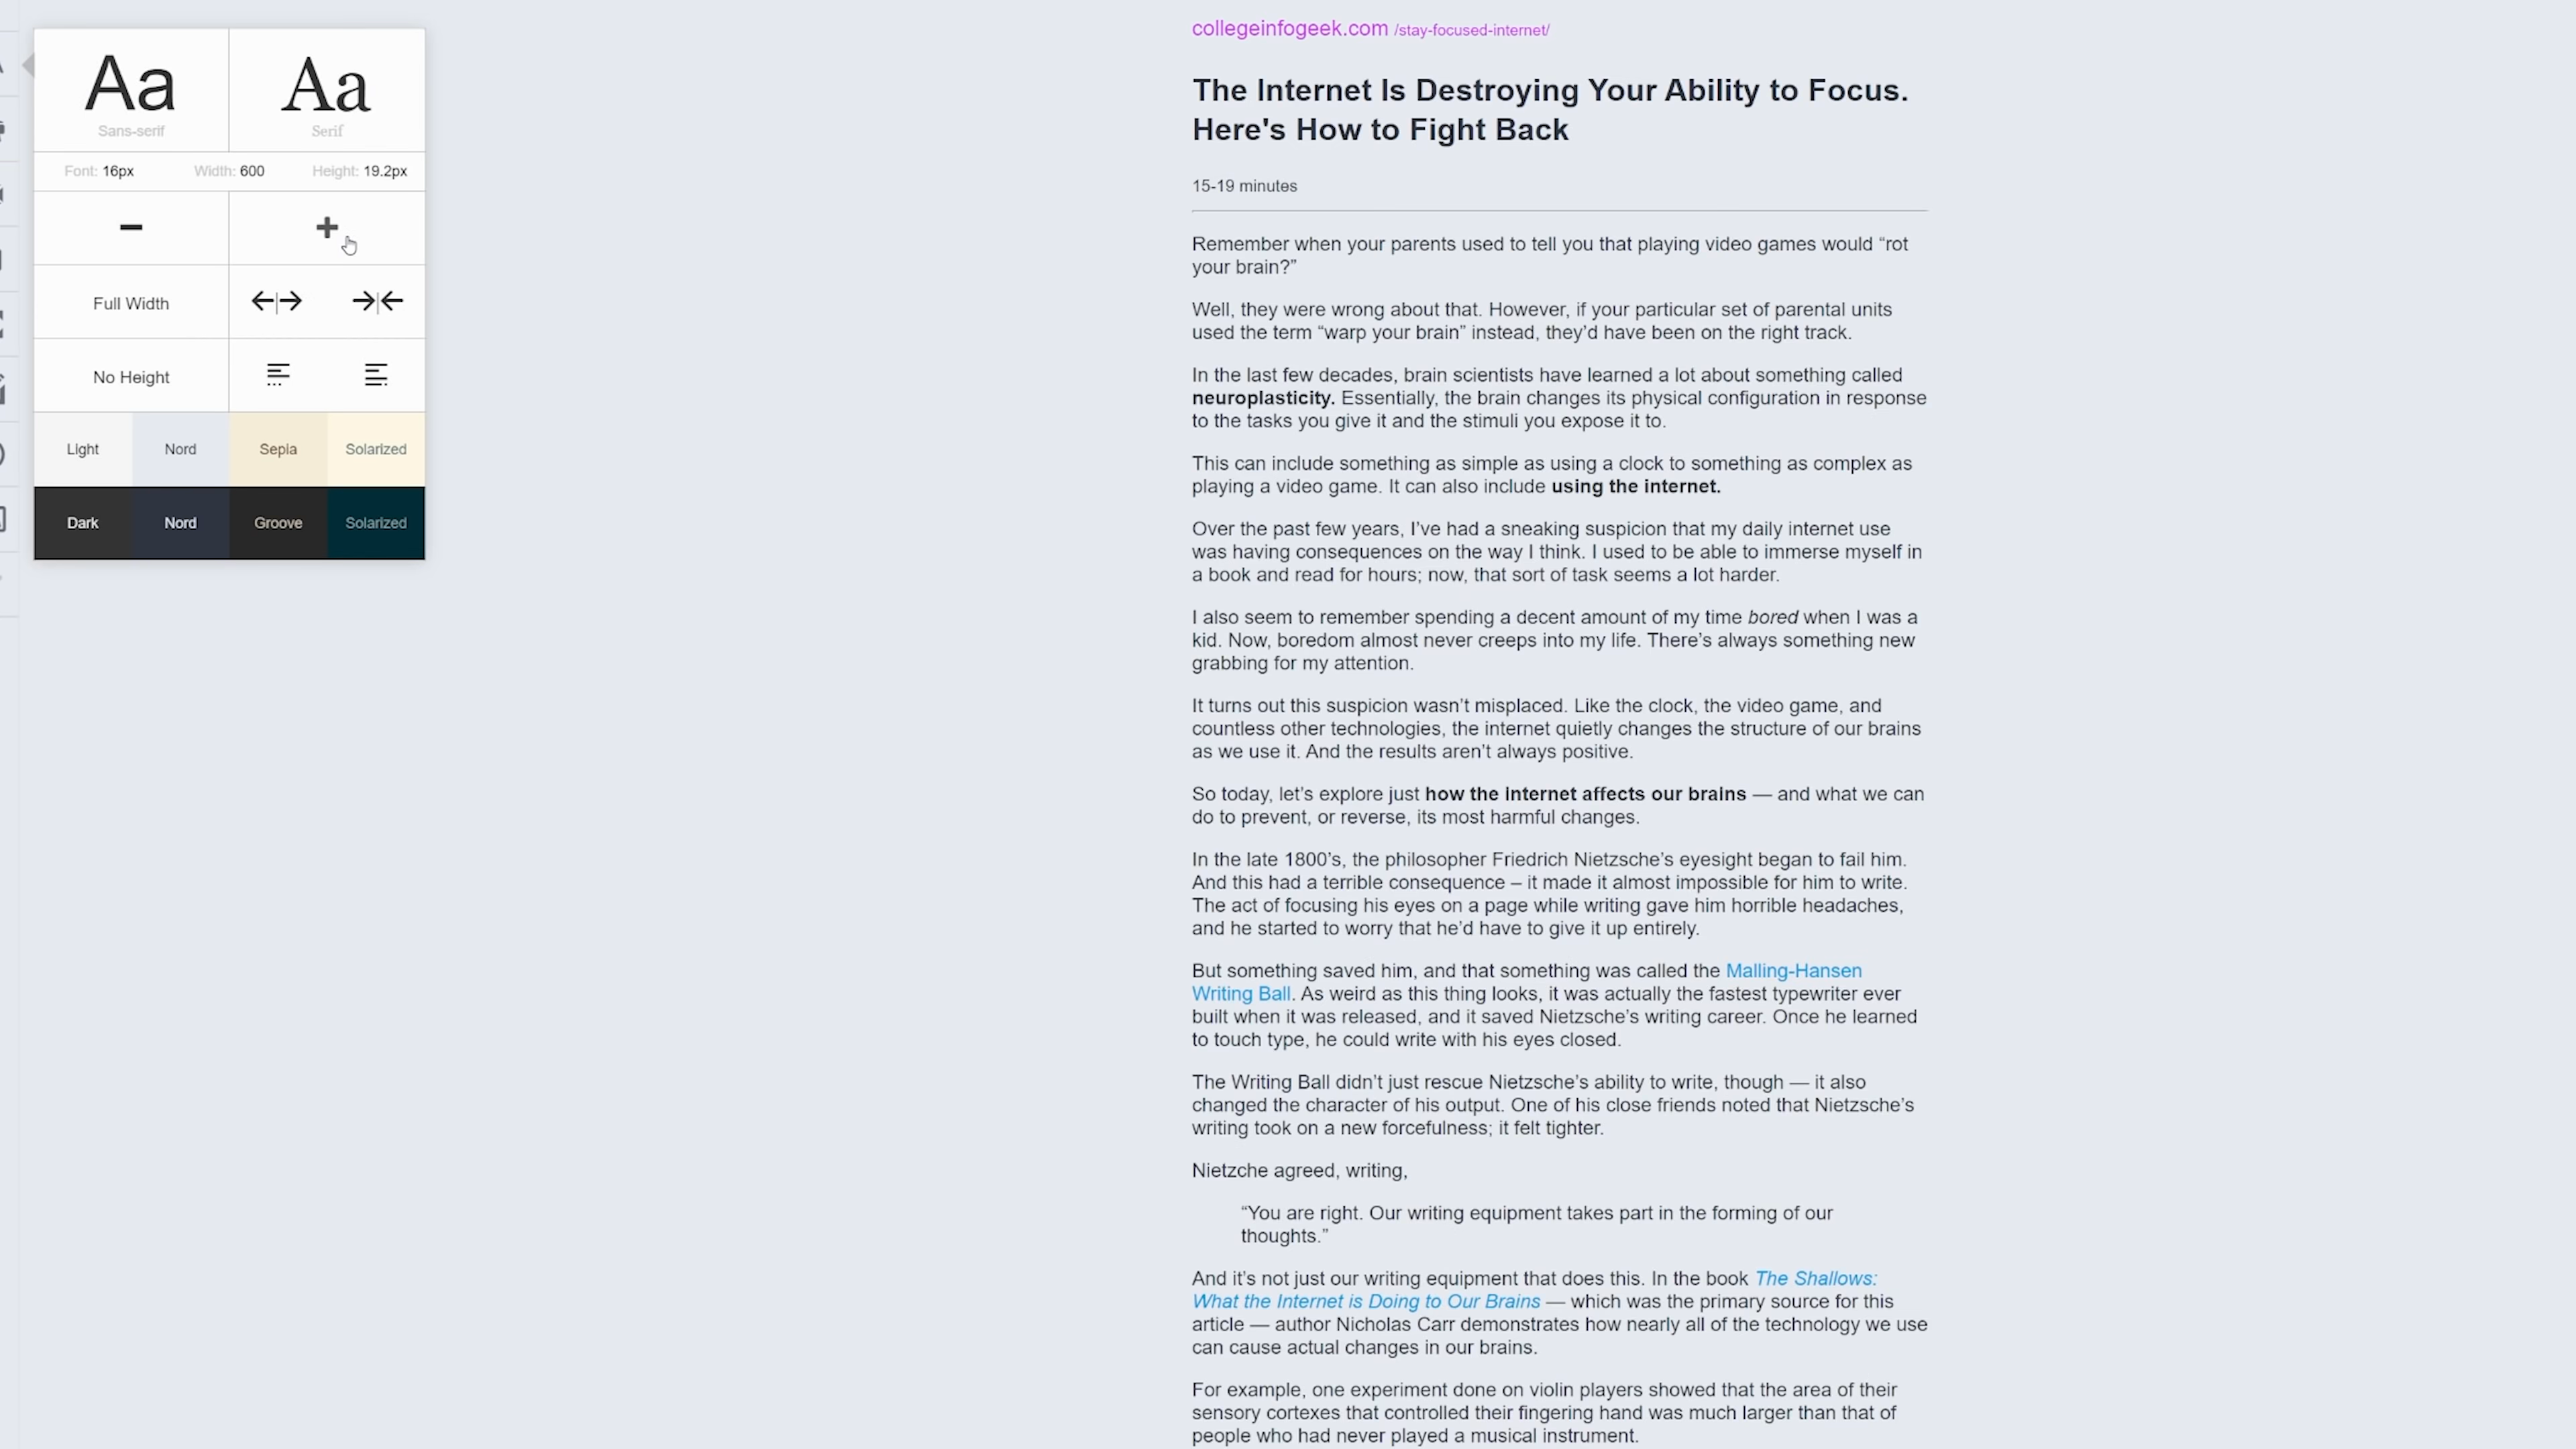 Aa
Sans-serif
Aa
Serif
Font: 16px
Width: 600
Height: 19.2px
Full Width
No Height
Light
Nord
Sepia
Solarized
Dark
Nord
Groove
Solarized
collegeinfogeek.com /stay-focused-internet/
The Internet Is Destroying Your Ability to Focus.
Here's How to Fight Back
15-19 minutes
Remember when your parents used to tell you that playing video games would “rot
your brain?”
Well, they were wrong about that. However, if your particular set of parental units
used the term “warp your brain” instead, they’d have been on the right track.
In the last few decades, brain scientists have learned a lot about something called
neuroplasticity. Essentially, the brain changes its physical configuration in response
to the tasks you give it and the stimuli you expose it to.
This can include something as simple as using a clock to something as complex as
playing a video game. It can also include using the internet.
Over the past few years, I’ve had a sneaking suspicion that my daily internet use
was having consequences on the way I think. I used to be able to immerse myself in
a book and read for hours; now, that sort of task seems a lot harder.
I also seem to remember spending a decent amount of my time bored when I was a
kid. Now, boredom almost never creeps into my life. There’s always something new
grabbing for my attention.
It turns out this suspicion wasn’t misplaced. Like the clock, the video game, and
countless other technologies, the internet quietly changes the structure of our brains
as we use it. And the results aren’t always positive.
So today, let’s explore just how the internet affects our brains — and what we can
do to prevent, or reverse, its most harmful changes.
In the late 1800’s, the philosopher Friedrich Nietzsche’s eyesight began to fail him.
And this had a terrible consequence – it made it almost impossible for him to write.
The act of focusing his eyes on a page while writing gave him horrible headaches,
and he started to worry that he’d have to give it up entirely.
But something saved him, and that something was called the Malling-Hansen
Writing Ball. As weird as this thing looks, it was actually the fastest typewriter ever
built when it was released, and it saved Nietzsche’s writing career. Once he learned
to touch type, he could write with his eyes closed.
The Writing Ball didn’t just rescue Nietzsche’s ability to write, though — it also
changed the character of his output. One of his close friends noted that Nietzsche’s
writing took on a new forcefulness; it felt tighter.
Nietzche agreed, writing,
“You are right. Our writing equipment takes part in the forming of our
thoughts.”
And it’s not just our writing equipment that does this. In the book The Shallows:
What the Internet is Doing to Our Brains — which was the primary source for this
article — author Nicholas Carr demonstrates how nearly all of the technology we use
can cause actual changes in our brains.
For example, one experiment done on violin players showed that the area of their
sensory cortexes that controlled their fingering hand was much larger than that of
people who had never played a musical instrument.